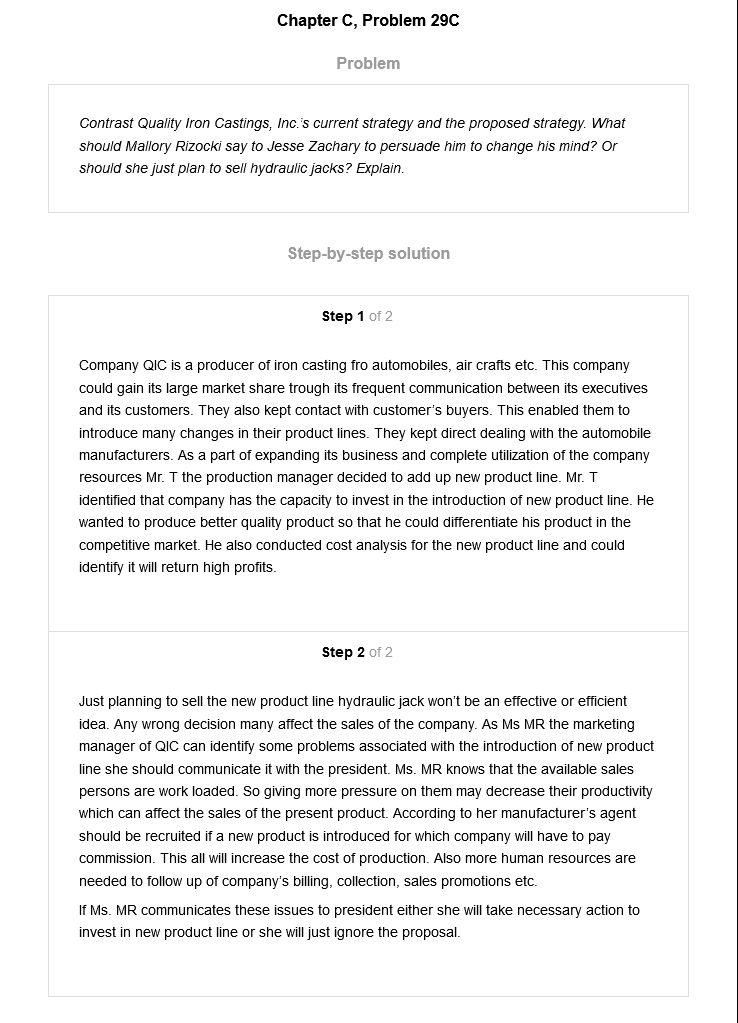 Chapter C, Problem 29C
Problem
Contrast Quality Iron Castings, Inc.'s current strategy and the proposed strategy. What
should Mallory Rizocki say to Jesse Zachary to persuade him to change his mind? Or
should she just plan to sell hydraulic jacks? Explain.
Step-by-step solution
Step 1 of 2
Company QIC is a producer of iron casting fro automobiles, air crafts etc. This company
could gain its large market share trough its frequent communication between its executives
and its customers. They also kept contact with customer's buyers. This enabled them to
introduce many changes in their product lines. They kept direct dealing with the automobile
manufacturers. As a part of expanding its business and complete utilization of the company
resources Mr. T the production manager decided to add up new product line. Mr. T
identified that company has the capacity to invest in the introduction of new product line. He
wanted to produce better quality product so that he could differentiate his product in the
competitive market. He also conducted cost analysis for the new product line and could
identify it will return high profits.
Step 2 of 2
Just planning to sell the new product line hydraulic jack won't be an effective or efficient
idea. Any wrong decision many affect the sales of the company. As Ms MR the marketing
manager of QIC can identify some problems associated with the introduction of new product
line she should communicate it with the president. Ms. MR knows that the available sales
persons are work loaded. So giving more pressure on them may decrease their productivity
which can affect the sales of the present product. According to her manufacturer's agent
should be recruited if a new product is introduced for which company will have to pay
commission. This all will increase the cost of production. Also more human resources are
needed to follow up of company's billing, collection, sales promotions etc.
If Ms. MR communicates these issues to president either she will take necessary action to
invest in new product line or she will just ignore the proposal.